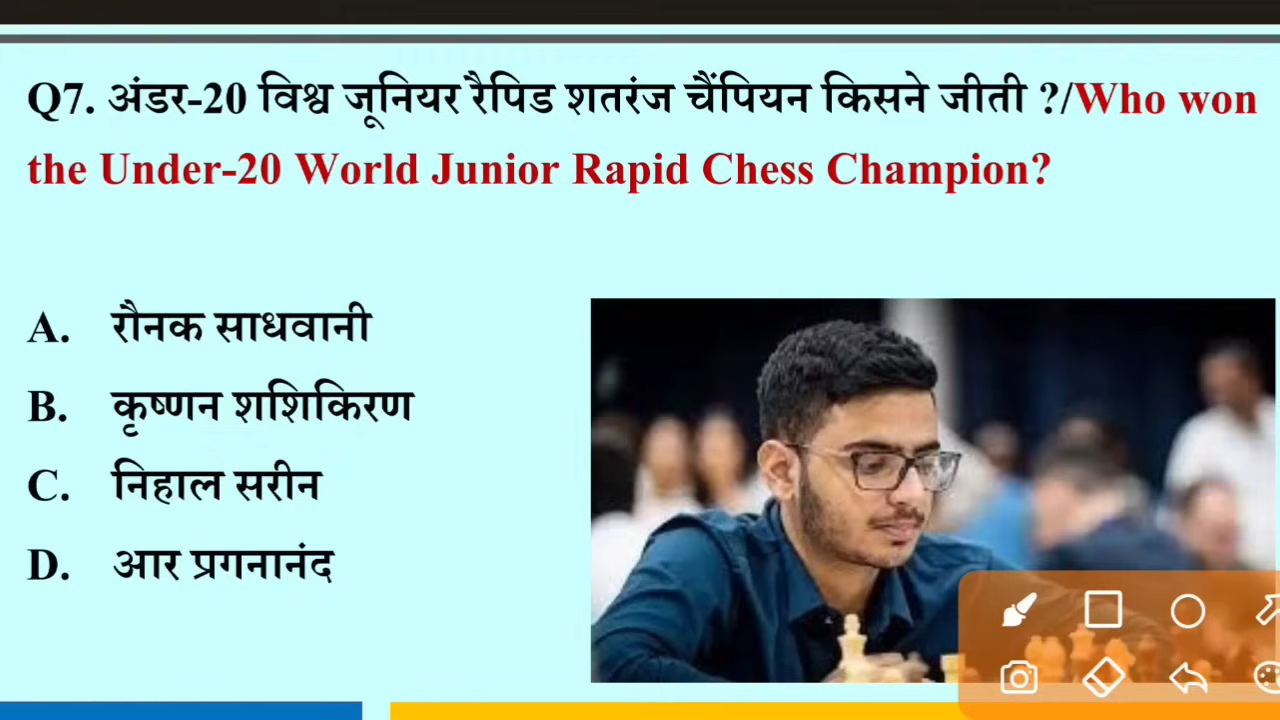 Q7. अंडर-20 विश्व जूनियर रैपिड शतरंज चैंपियन किसने जीती ?/Who won
the Under-20 World Junior Rapid Chess Champion?
A. रौनक साधवानी
B. कृष्णन शशिकिरण
C. निहाल सरीन
D. आर प्रगनानंद